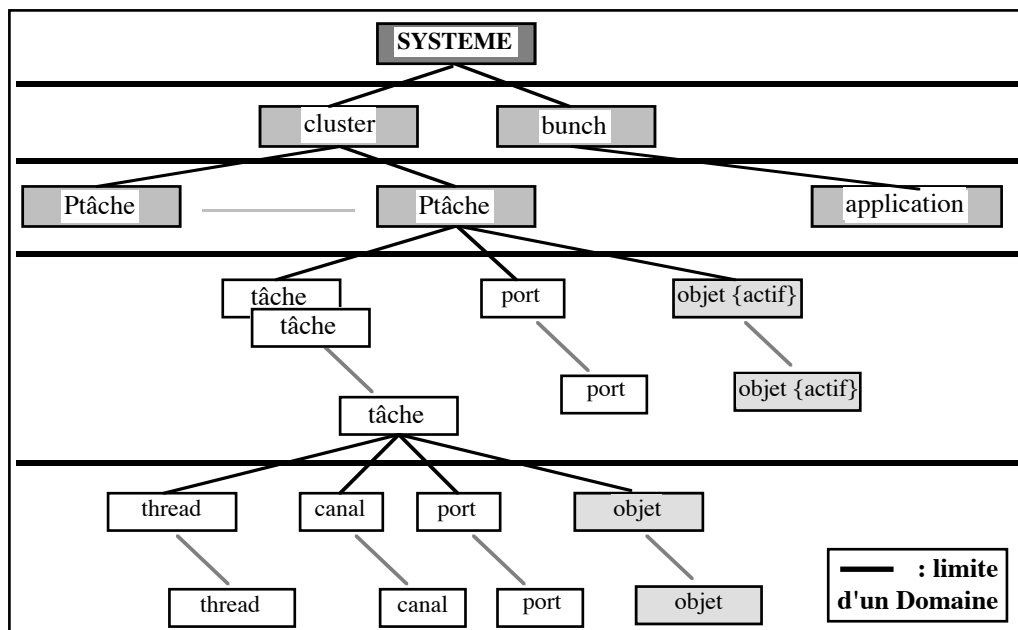 SYSTEME
cluster
bunch
Ptâche
Ptâche
application
tâche
port
objet {actif}
tâche
port
objet {actif}
tâche
thread
canal
port
objet
thread
canal
port
objet
: limite
d'un Domaine